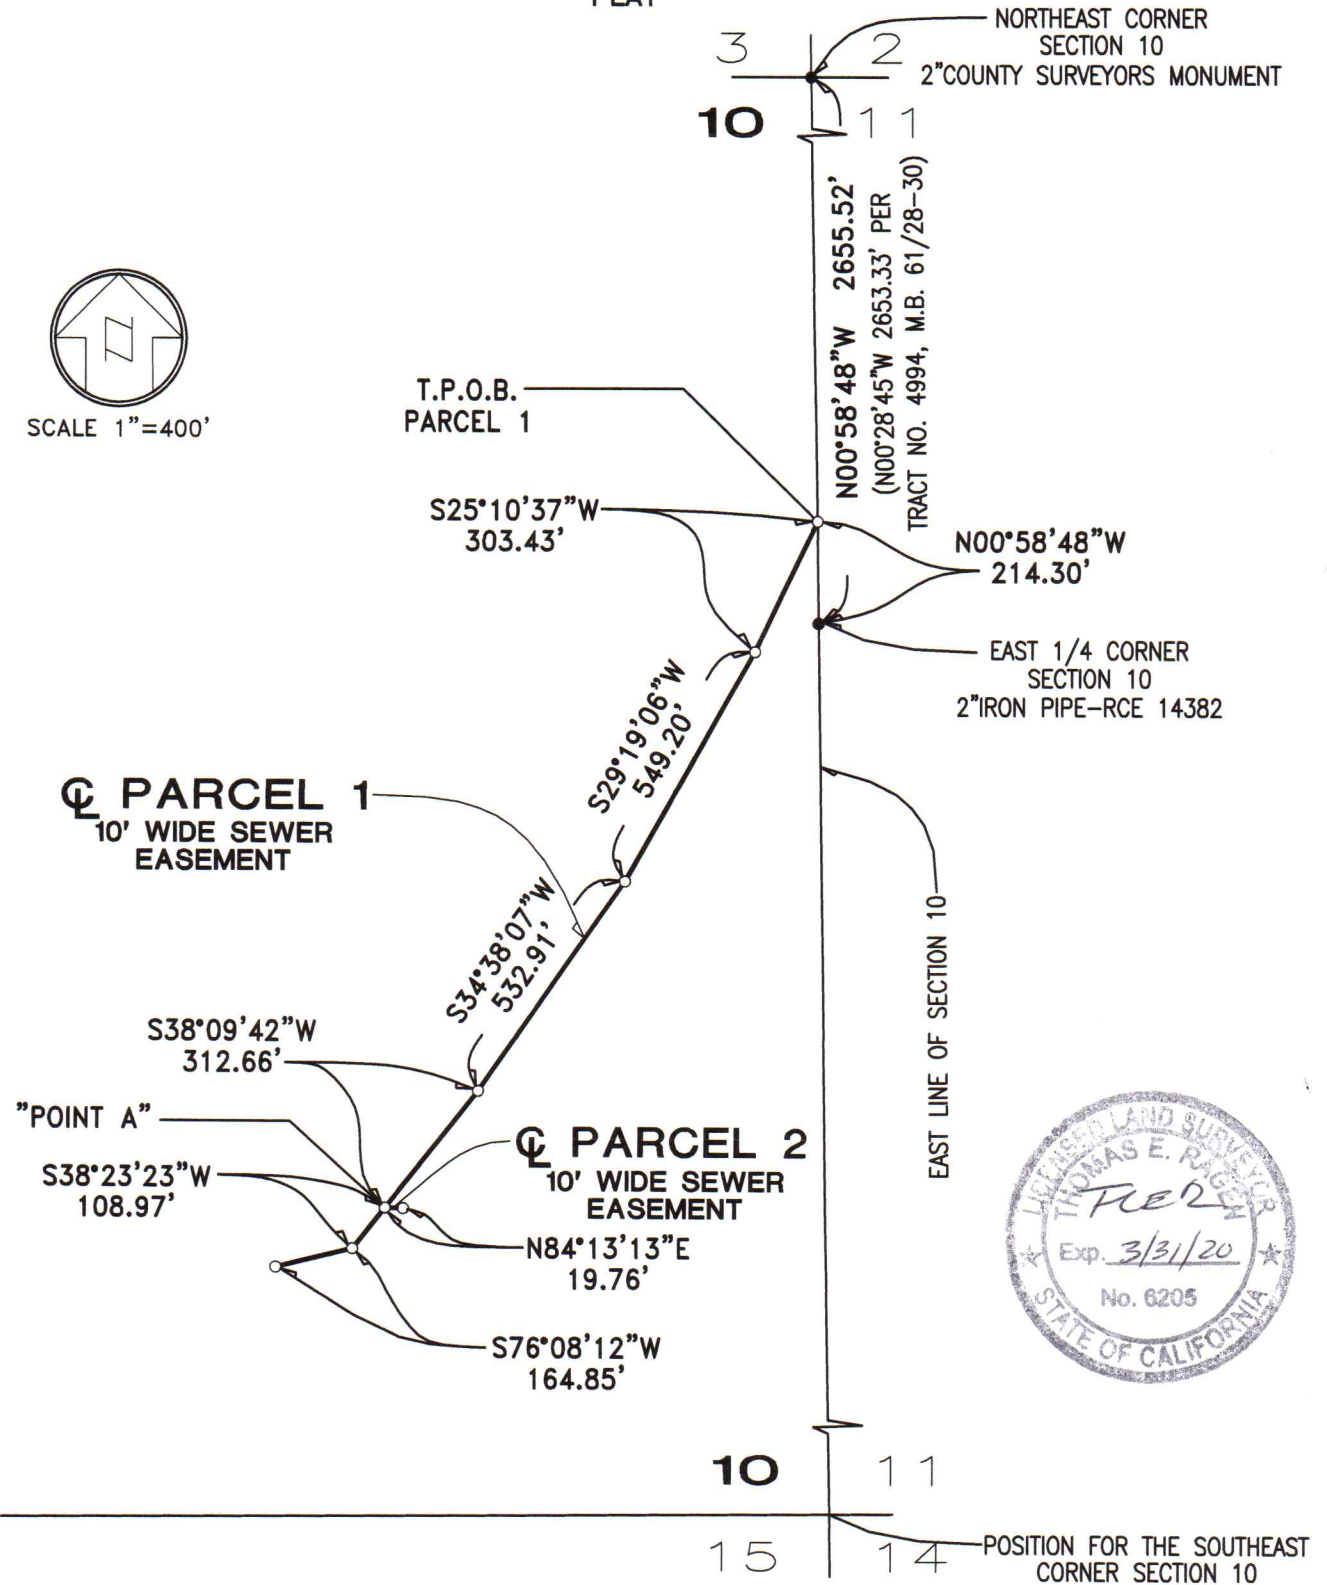 NORTHEAST CORNER
SECTION 10
2"COUNTY SURVEYORS MONUMENT
3
2
10
11
N00°58'48"W 2655.52'
(N00°28'45"W 2653.33' PER
TRACT NO. 4994, M.B. 61/28-30)
SCALE 1"=400'
T.P.O.B.
PARCEL 1
S25°10'37"W
303.43'
N00°58'48"W
214.30'
EAST 1/4 CORNER
SECTION 10
2"IRON PIPE-RCE 14382
S29°19'06"W
549.20'
℄ PARCEL 1
10' WIDE SEWER
EASEMENT
S34°38'07"W
532.91'
EAST LINE OF SECTION 10
S38°09'42"W
312.66'
"POINT A"
℄ PARCEL 2
10' WIDE SEWER
EASEMENT
S38°23'23"W
108.97'
N84°13'13"E
19.76'
S76°08'12"W
164.85'
LICENSED LAND SURVEYOR
THOMAS E. RAGEN
Exp. 3/31/20
No. 6205
STATE OF CALIFORNIA
10
11
15
14
POSITION FOR THE SOUTHEAST
CORNER SECTION 10